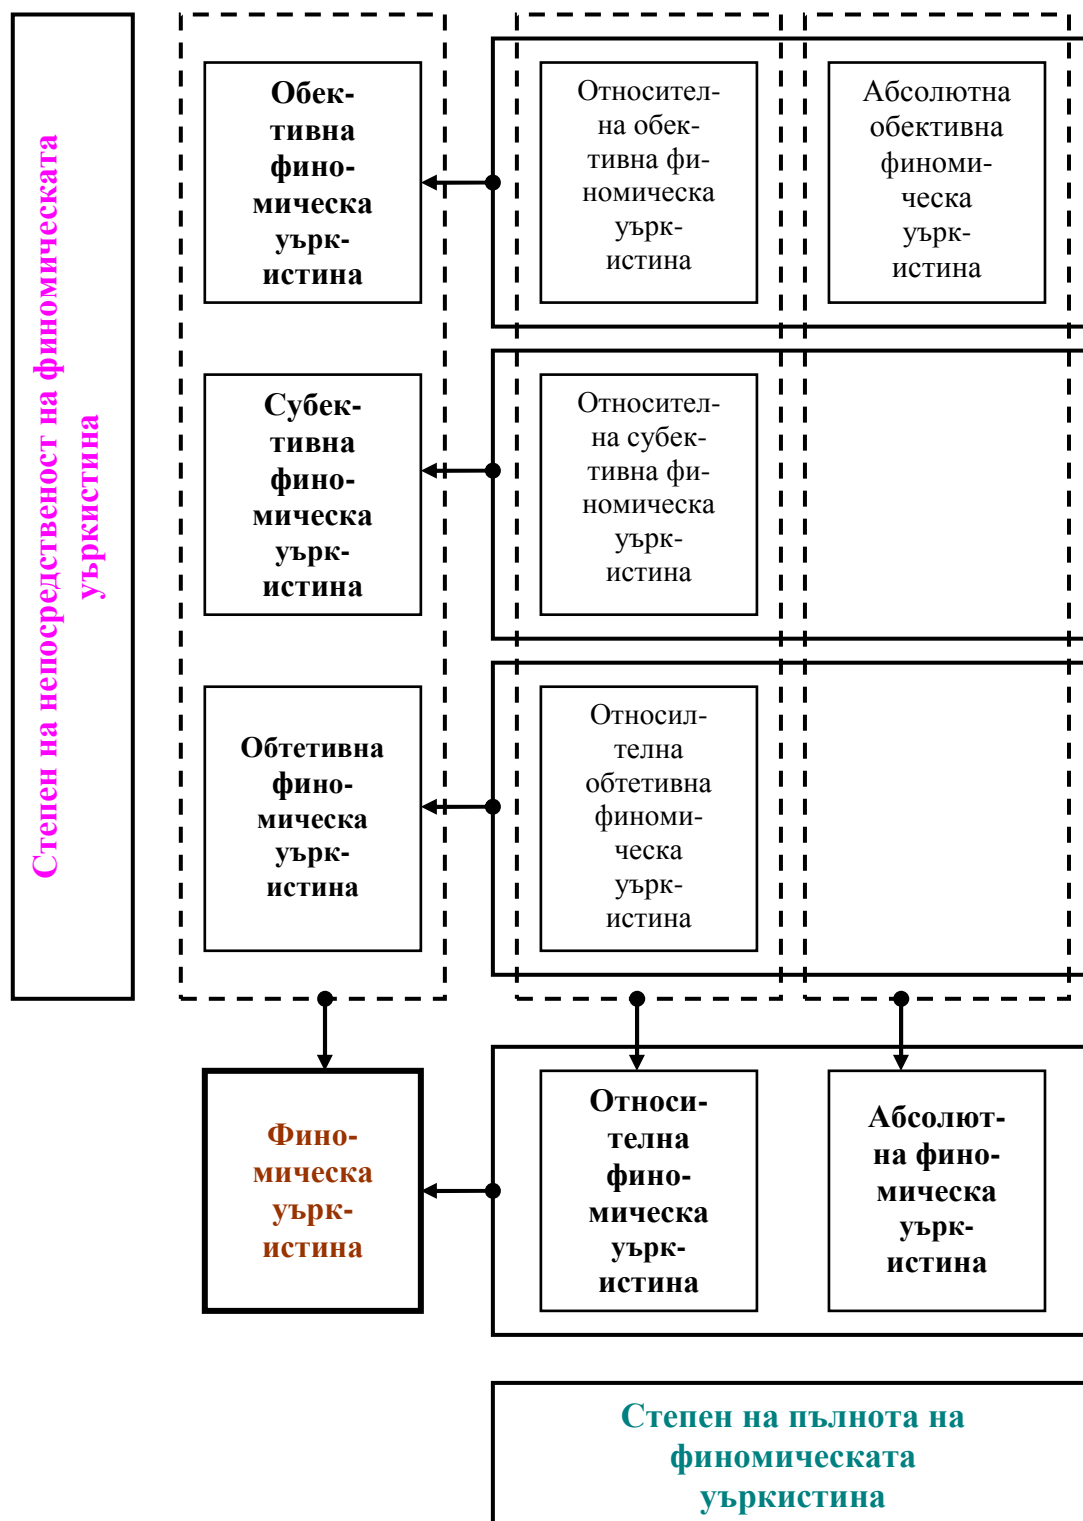 Степен на непосредственост на финомическата
уъркистина
Обек-
тивна
фино-
мическа
уърк-
истина
Относител-
на обек-
тивна фи-
номическа
уърк-
истина
Абсолютна
обективна
финоми-
ческа
уърк-
истина
Субек-
тивна
фино-
мическа
уърк-
истина
Относител-
на субек-
тивна фи-
номическа
уърк-
истина
Обтетивна
фино-
мическа
уърк-
истина
Относил-
телна
обтетивна
финоми-
ческа
уърк-
истина
Фино-
мическа
уърк-
истина
Относи-
телна
фино-
мическа
уърк-
истина
Абсолют-
на фино-
мическа
уърк-
истина
Степен на пълнота на
финомическата
уъркистина